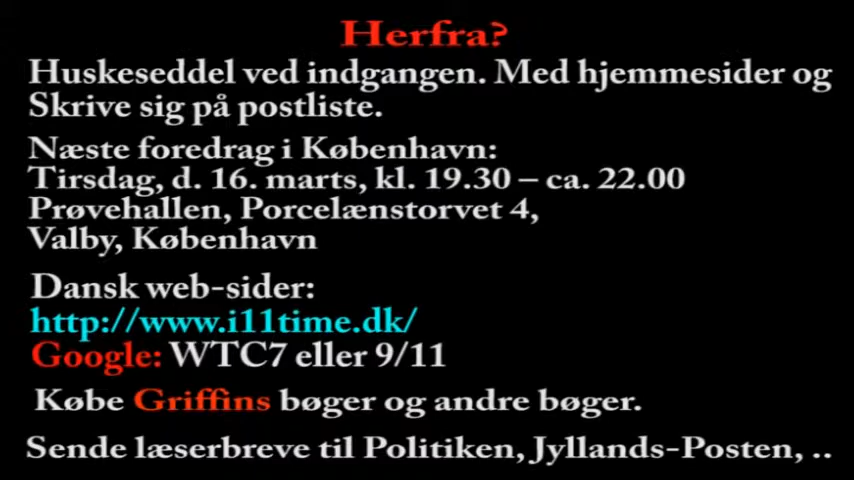 Herfra?
Huskeseddel ved indgangen. Med hjemmesider og
Skrive sig på postliste.
Næste foredrag i København:
Tirsdag, d. 16. marts, kl. 19.30 – ca. 22.00
Prøvehallen, Porcelænstorvet 4,
Valby, København
Dansk web-sider:
http://www.i11time.dk/
Google: WTC7 eller 9/11
Købe Griffins bøger og andre bøger.
Sende læserbreve til Politiken, Jyllands-Posten, ..